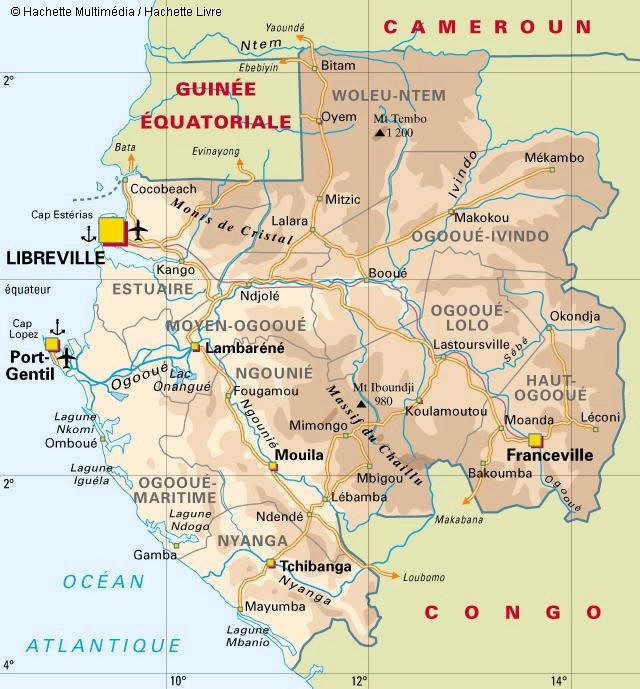 © Hachette Multimédia / Hachette Livre
CAMEROUN
Yaoundé
Ntem
Ebebiyin
Bitam
2°
GUINÉE
ÉQUATORIALE
WOLEU-NTEM
Oyem
Mt Tembo
1 200
Bata
Evinayong
Ivindo
Mékambo
Cocobeach
Mitzic
Cap Estérias
Monts de Cristal
Lalara
Makokou
OGOOUÉ-IVINDO
LIBREVILLE
Kango
Booué
équateur
ESTUAIRE
Ndjolé
OGOOUÉ-
LOLO
Okondja
Cap
Lopez
MOYEN-OGOOUÉ
Port-
Gentil
Lambaréné
Lastoursville
Sébé
Ogooué
Lac
Onangué
NGOUNIÉ
Mt Iboundji
980
HAUT-
OGOOUÉ
Fougamou
Koulamoutou
Lagune
Nkomi
Omboué
Ngounié
Mimongo
Massif du Chaillu
Moanda
Léconi
Mouila
Franceville
Lagune
Iguéla
Mbigou
Bakoumba
2°
OGOOUÉ-
MARITIME
Lébamba
Ogooué
Lagune
Ndogo
Ndendé
Makabana
NYANGA
Gamba
Tchibanga
Loubomo
OCÉAN
Nyanga
Mayumba
CONGO
Lagune
Mbanio
ATLANTIQUE
4°
10°
12°
14°